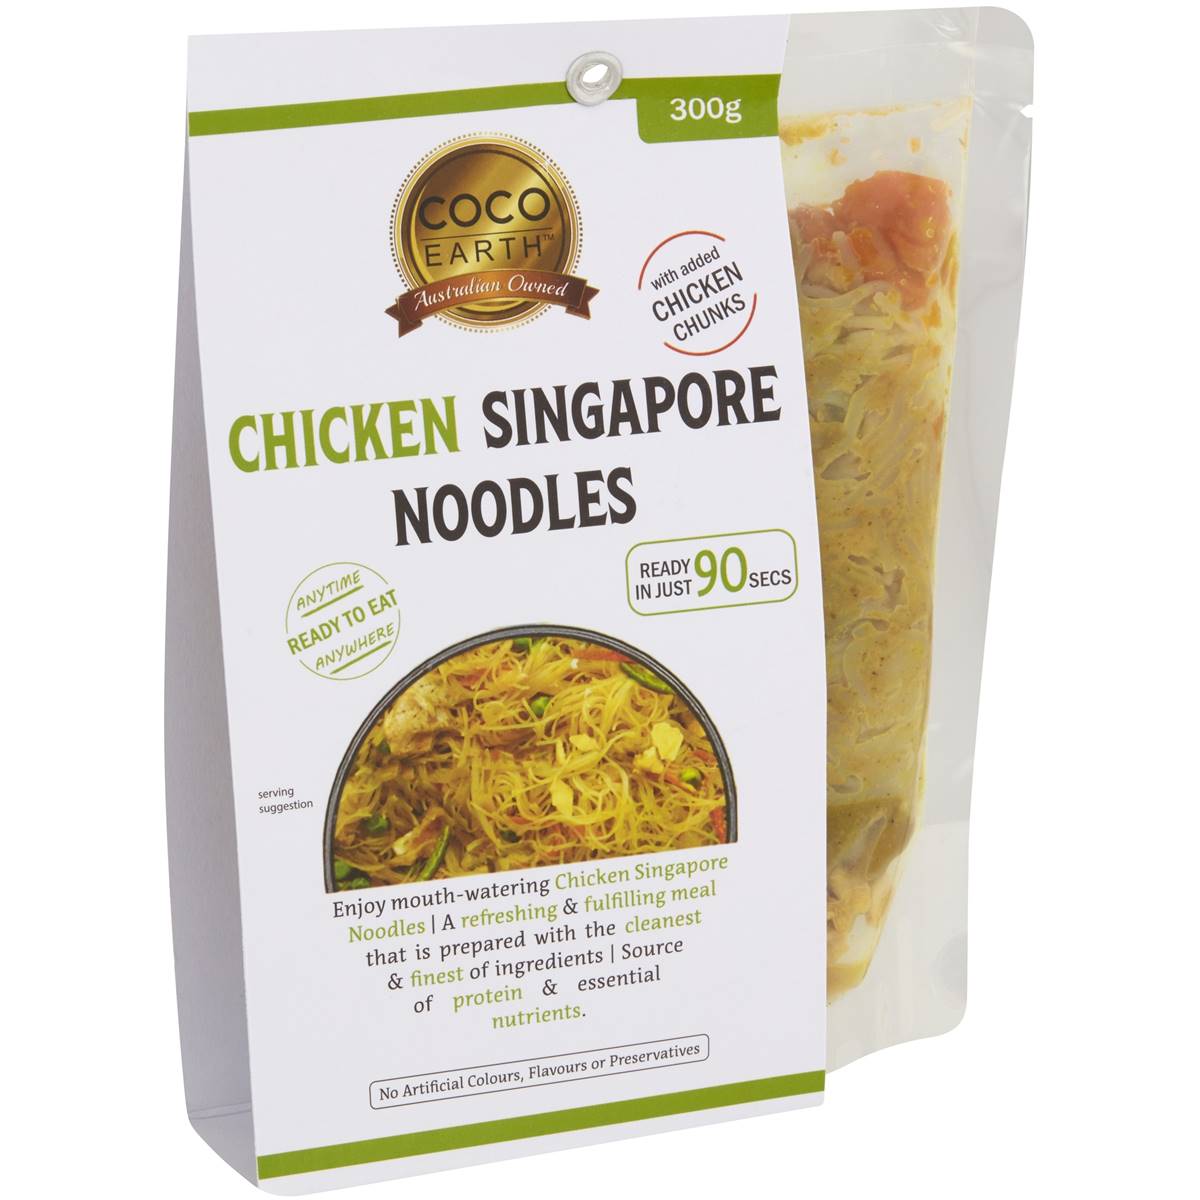 300g
COCO
EARTH™
Australian Owned
with added
CHICKEN
CHUNKS
CHICKEN SINGAPORE
NOODLES
READY
IN JUST 90 SECS
ANYTIME
READY TO EAT
ANYWHERE
serving
suggestion
Enjoy mouth-watering Chicken Singapore
Noodles | A refreshing & fulfilling meal
that is prepared with the cleanest
& finest of ingredients | Source
of protein & essential
nutrients.
No Artificial Colours, Flavours or Preservatives